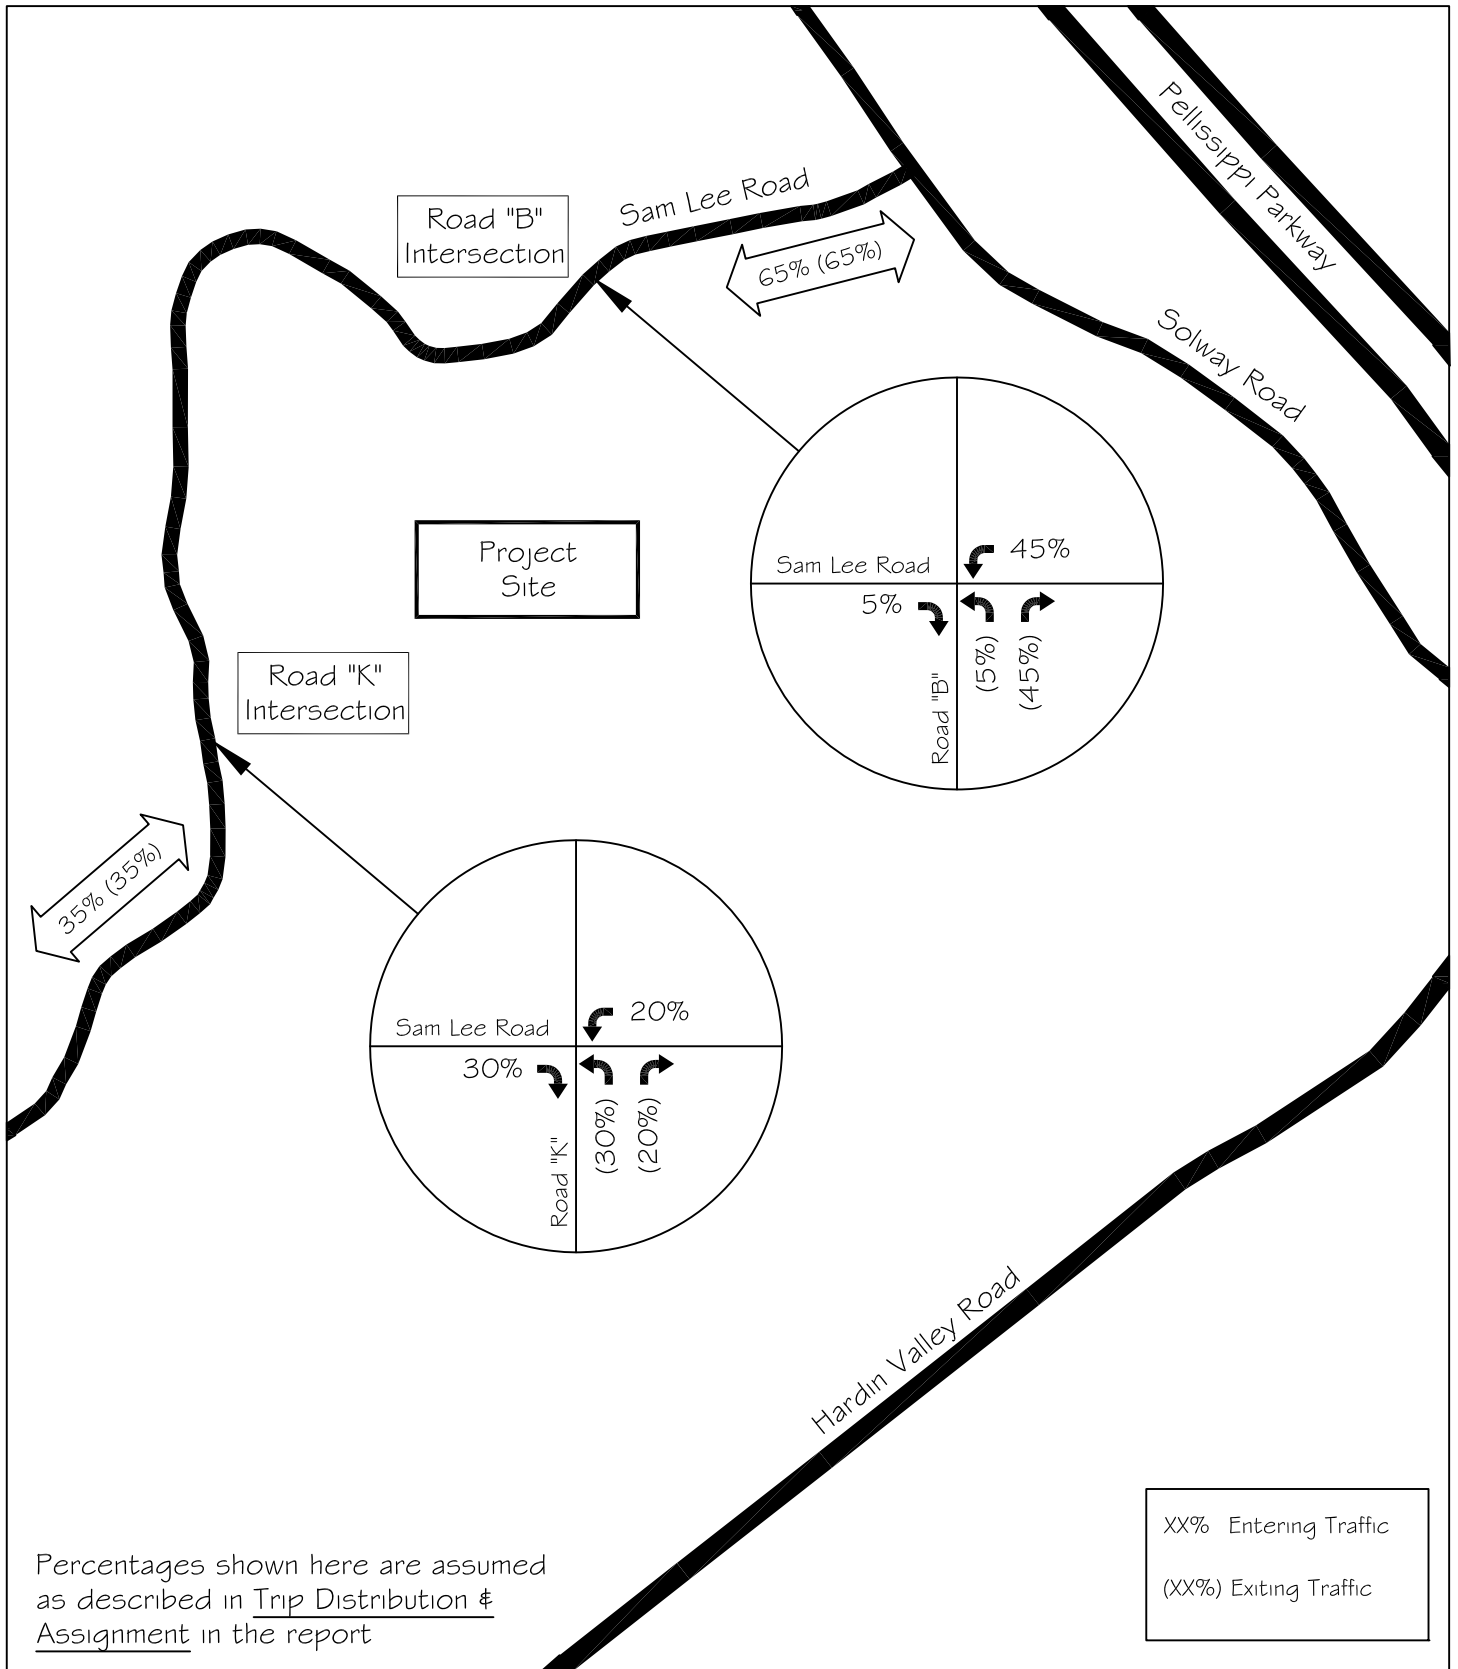 Pellissippi Parkway
Sam Lee Road
Road "B"
Intersection
65% (65%)
Solway Road
Project
Site
Sam Lee Road
45%
5%
(5%)
(45%)
Road "B"
Road "K"
Intersection
35% (35%)
Sam Lee Road
20%
30%
(30%)
(20%)
Road "K"
Hardin Valley Road
XX% Entering Traffic
(XX%) Exiting Traffic
Percentages shown here are assumed
as described in Trip Distribution &
Assignment in the report